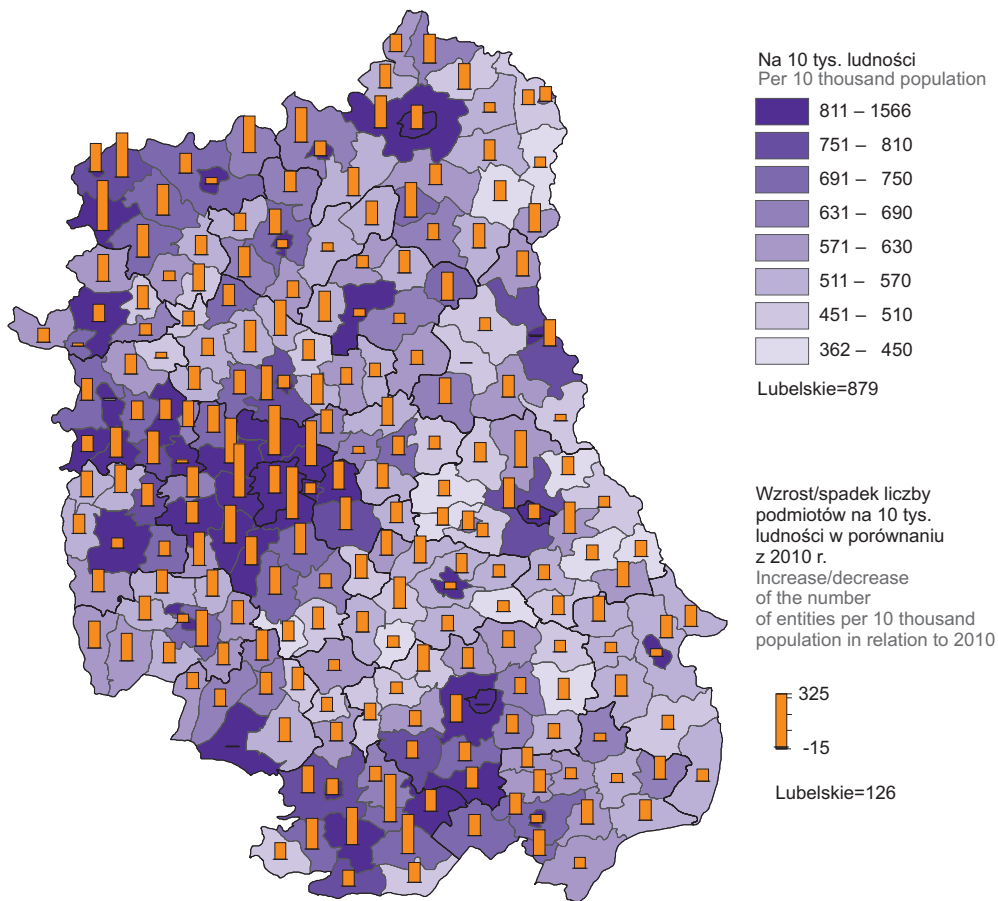 Na 10 tys. ludności
Per 10 thousand population
811 – 1566
751 – 810
691 – 750
631 – 690
571 – 630
511 – 570
451 – 510
362 – 450
Lubelskie=879
Wzrost/spadek liczby
podmiotów na 10 tys.
ludności w porównaniu
z 2010 r.
Increase/decrease
of the number
of entities per 10 thousand
population in relation to 2010
325
-15
Lubelskie=126